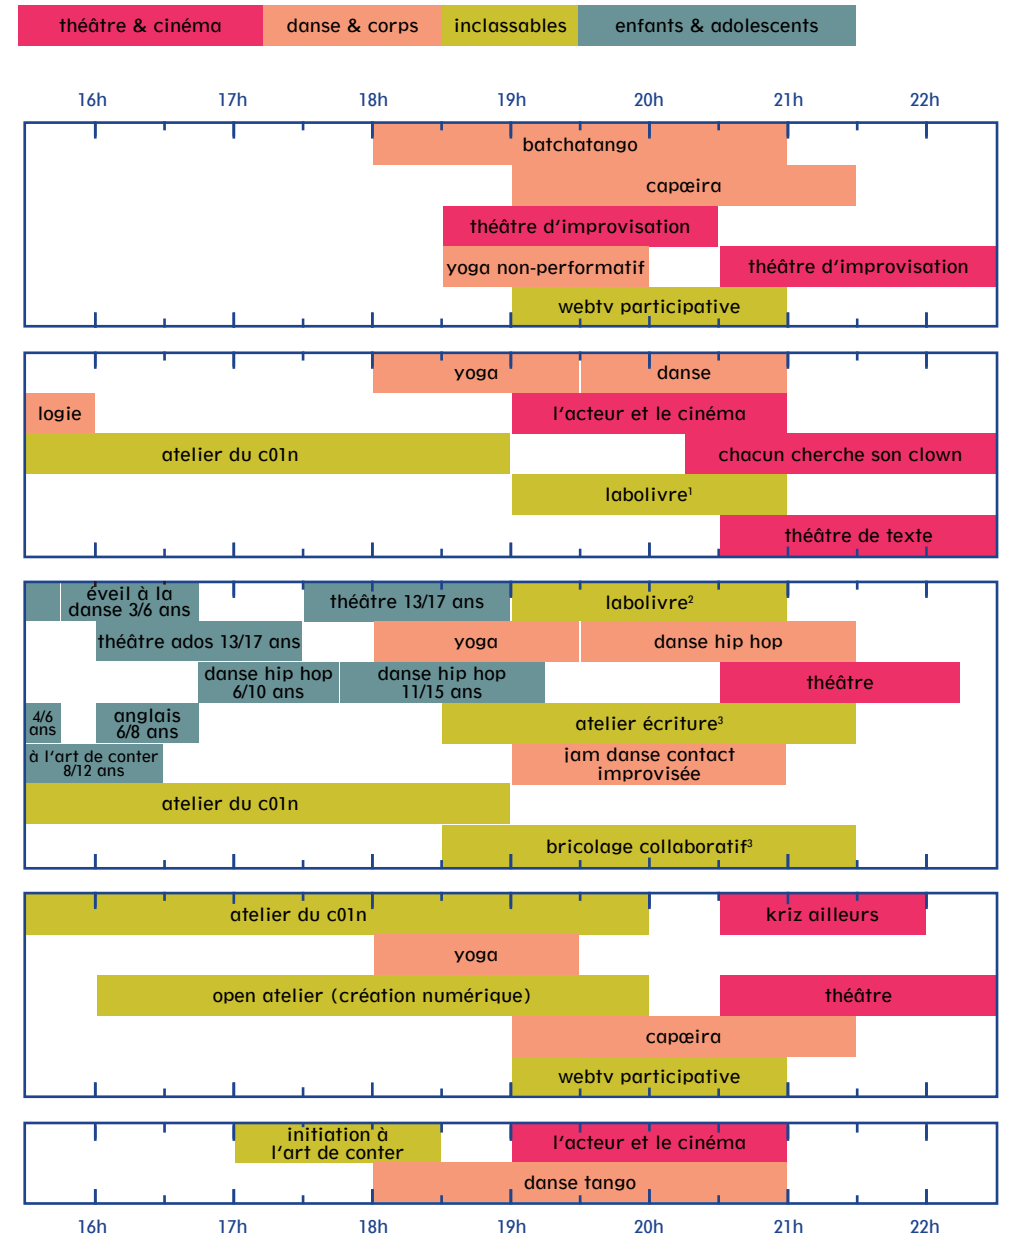 théâtre & cinéma danse & corps inclassables enfants & adolescents
16h 17h 18h 19h 20h 21h 22h
batchatango
capœira
théâtre d'improvisation
yoga non-performatif théâtre d'improvisation
webtv participative
yoga danse
logie l'acteur et le cinéma
atelier du c01n chacun cherche son clown
labolivre¹
théâtre de texte
éveil à la
danse 3/6 ans théâtre 13/17 ans labolivre²
théâtre ados 13/17 ans yoga danse hip hop
danse hip hop
6/10 ans
danse hip hop
11/15 ans
théâtre
4/6
ans
anglais
6/8 ans
atelier écriture³
à l'art de conter
8/12 ans
jam danse contact
improvisée
atelier du c01n
bricolage collaboratif³
atelier du c01n kriz ailleurs
yoga
open atelier (création numérique) théâtre
capœira
webtv participative
initiation à
l'art de conter
l'acteur et le cinéma
danse tango
16h 17h 18h 19h 20h 21h 22h